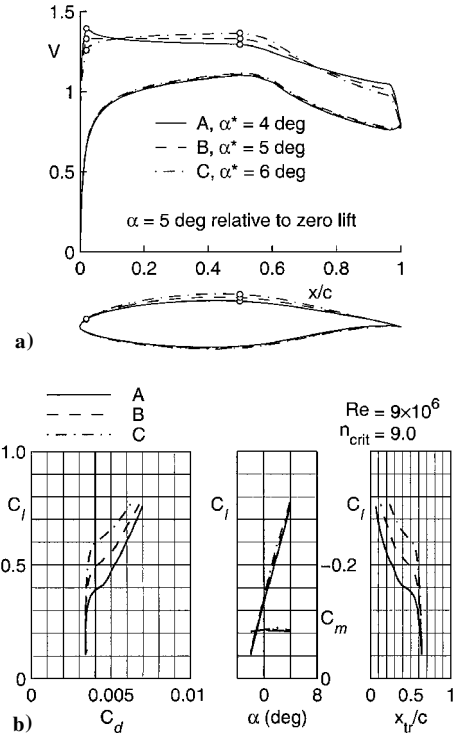 1.5
V
1
0.5
0
A, α* = 4 deg
B, α* = 5 deg
C, α* = 6 deg
α = 5 deg relative to zero lift
0 0.2 0.4 0.6 0.8 x/c 1
a)
A
B
C
Re = 9×10⁶
n_crit = 9.0
1.0
C_l
0.5
0
0 0.005 0.01
C_d
C_l
-0.2
C_m
0
0 8
α (deg)
C_l
0 0.5 1
x_tr/c
b)